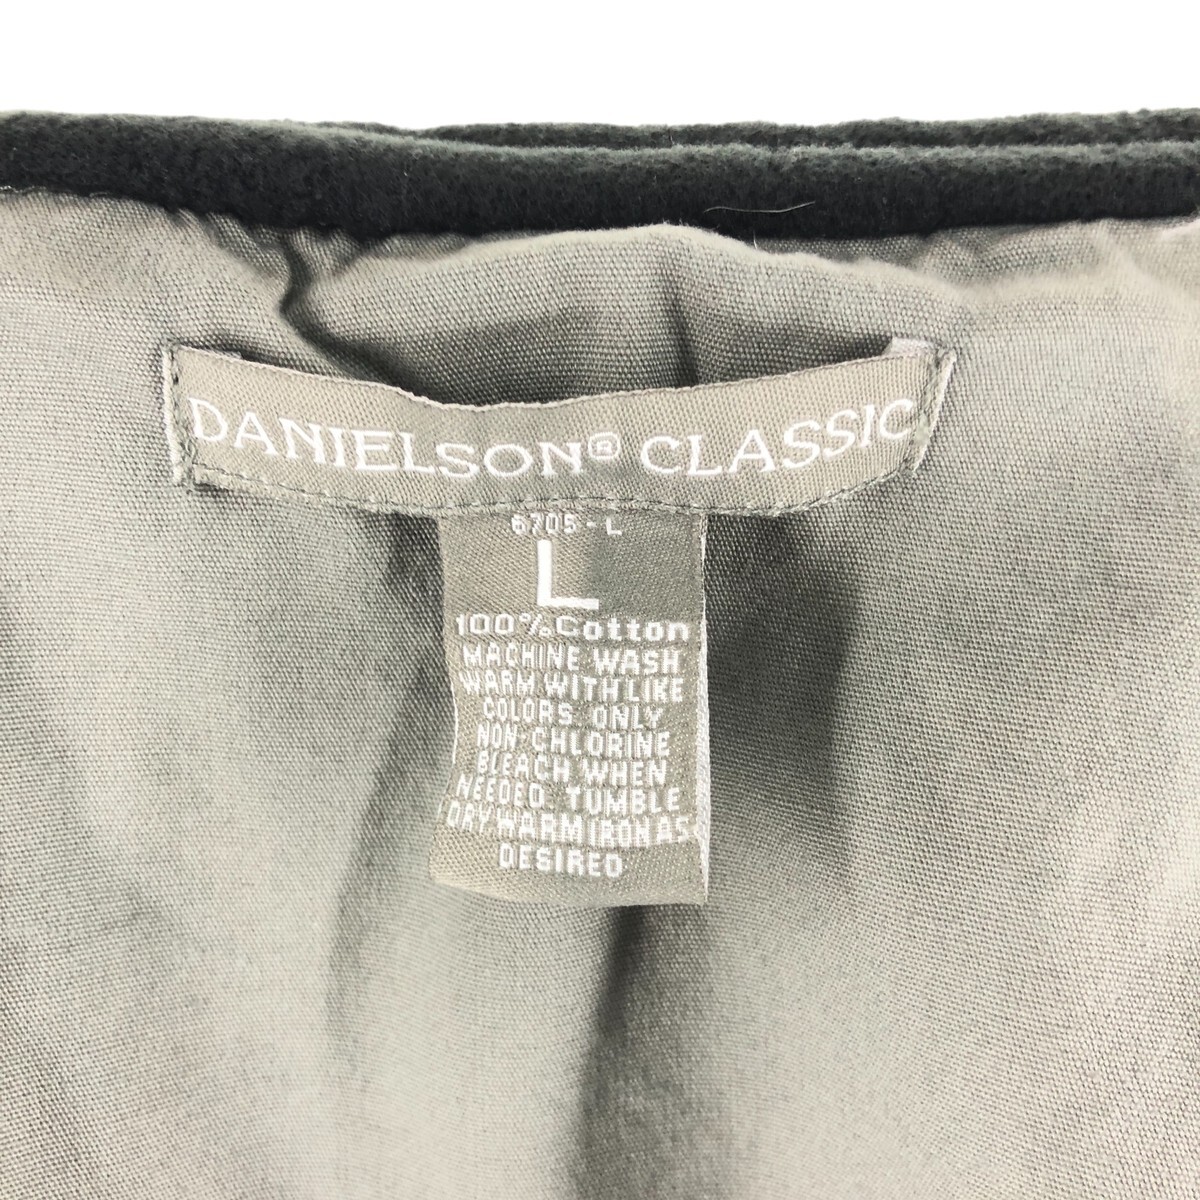 DANIELSON® CLASSIC
6705-L
L
100% Cotton
MACHINE WASH
WARM WITH LIKE
COLORS. ONLY
NON-CHLORINE
BLEACH WHEN
NEEDED. TUMBLE
DRY WARM IRON AS
DESIRED